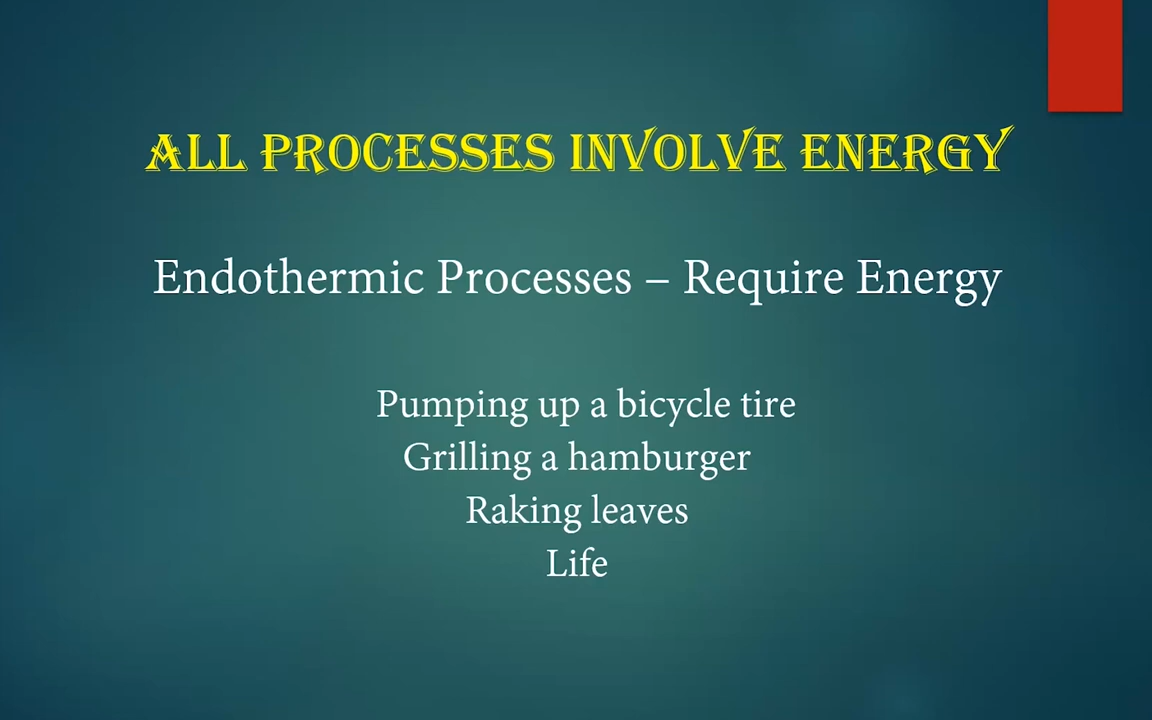 ALL PROCESSES INVOLVE ENERGY
Endothermic Processes – Require Energy
Pumping up a bicycle tire
Grilling a hamburger
Raking leaves
Life